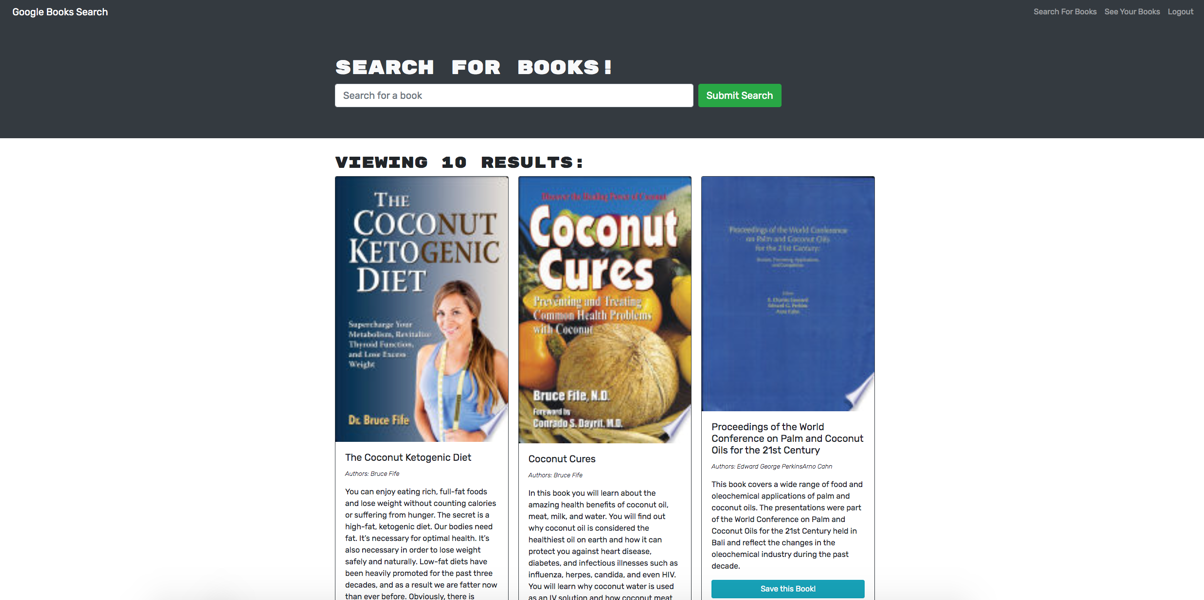 Google Books Search
Search For Books
See Your Books
Logout
SEARCH FOR BOOKS!
Search for a book
Submit Search
VIEWING 10 RESULTS:
THE
COCONUT
KETOGENIC
DIET
Supercharge Your
Metabolism, Revitalize
Thyroid Function,
and Lose Excess
Weight
Dr. Bruce Fife
The Coconut Ketogenic Diet
Authors: Bruce Fife
You can enjoy eating rich, full-fat foods
and lose weight without counting calories
or suffering from hunger. The secret is a
high-fat, ketogenic diet. Our bodies need
fat. It's necessary for optimal health. It's
also necessary in order to lose weight
safely and naturally. Low-fat diets have
been heavily promoted for the past three
decades, and as a result we are fatter now
than ever before. Obviously, there is
Discover the Healing Power of Coconut
Coconut
Cures
Preventing and Treating
Common Health Problems
with Coconut
Bruce Fife, N.D.
Foreword by
Conrado S. Dayrit, M.D.
Coconut Cures
Authors: Bruce Fife
In this book you will learn about the
amazing health benefits of coconut oil,
meat, milk, and water. You will find out
why coconut oil is considered the
healthiest oil on earth and how it can
protect you against heart disease,
diabetes, and infectious illnesses such as
influenza, herpes, candida, and even HIV.
You will learn why coconut water is used
as an IV solution and how coconut meat
Proceedings of the World Conference
on Palm and Coconut Oils
for the 21st Century:
Proceedings of the World
Conference on Palm and Coconut
Oils for the 21st Century
Authors: Edward George PerkinsArno Cahn
This book covers a wide range of food and
oleochemical applications of palm and
coconut oils. The presentations were part
of the World Conference on Palm and
Coconut Oils for the 21st Century held in
Bali and reflect the changes in the
oleochemical industry during the past
decade.
Save this Book!